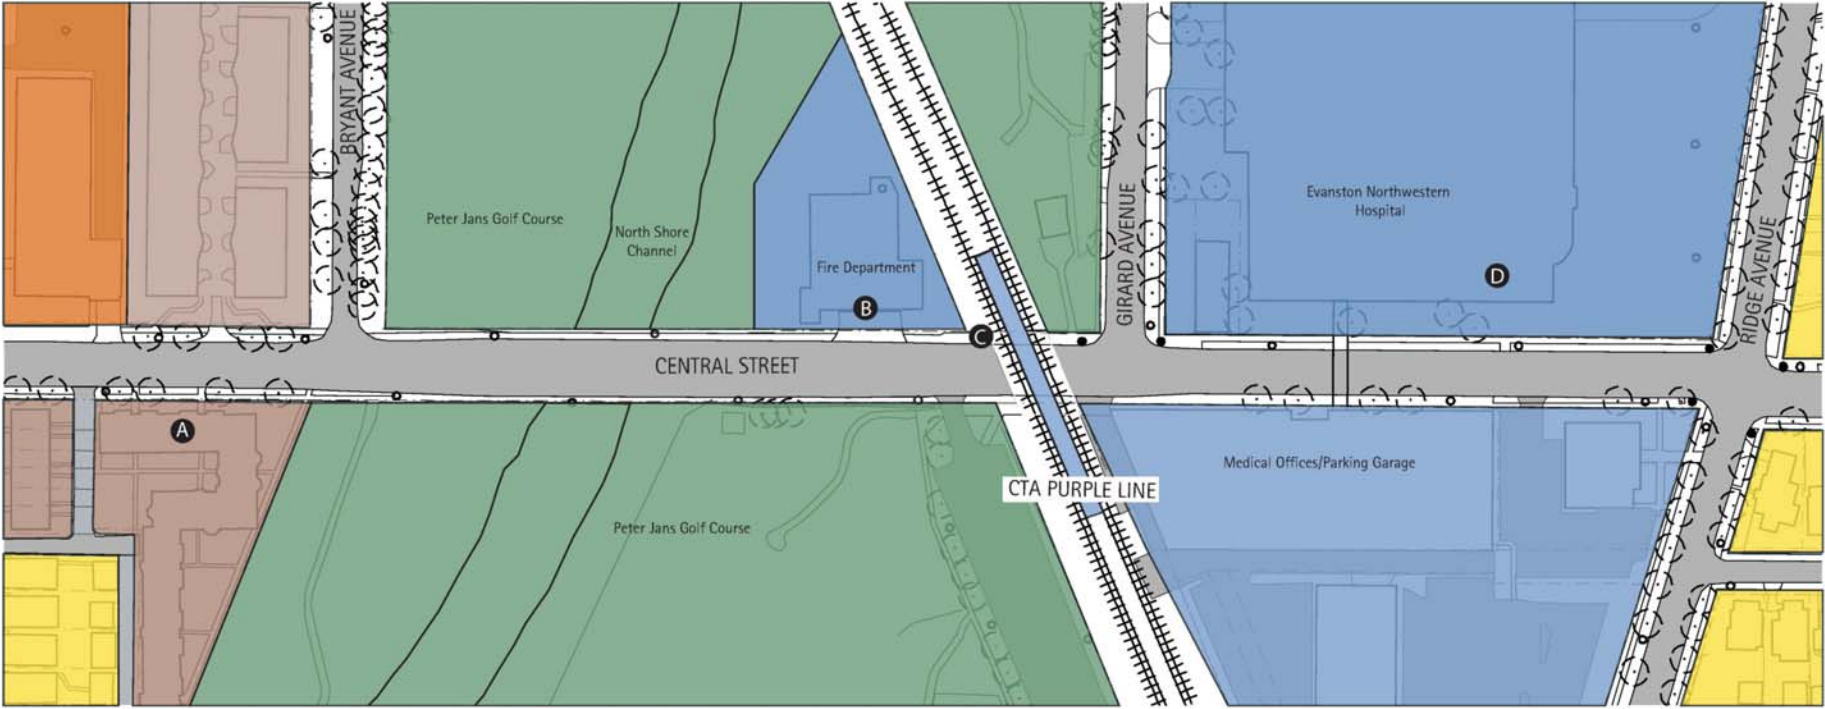 BRYANT AVENUE
Peter Jans Golf Course
North Shore
Channel
Fire Department
B
C
GIRARD AVENUE
Evanston Northwestern
Hospital
D
RIDGE AVENUE
CENTRAL STREET
A
Medical Offices/Parking Garage
CTA PURPLE LINE
Peter Jans Golf Course